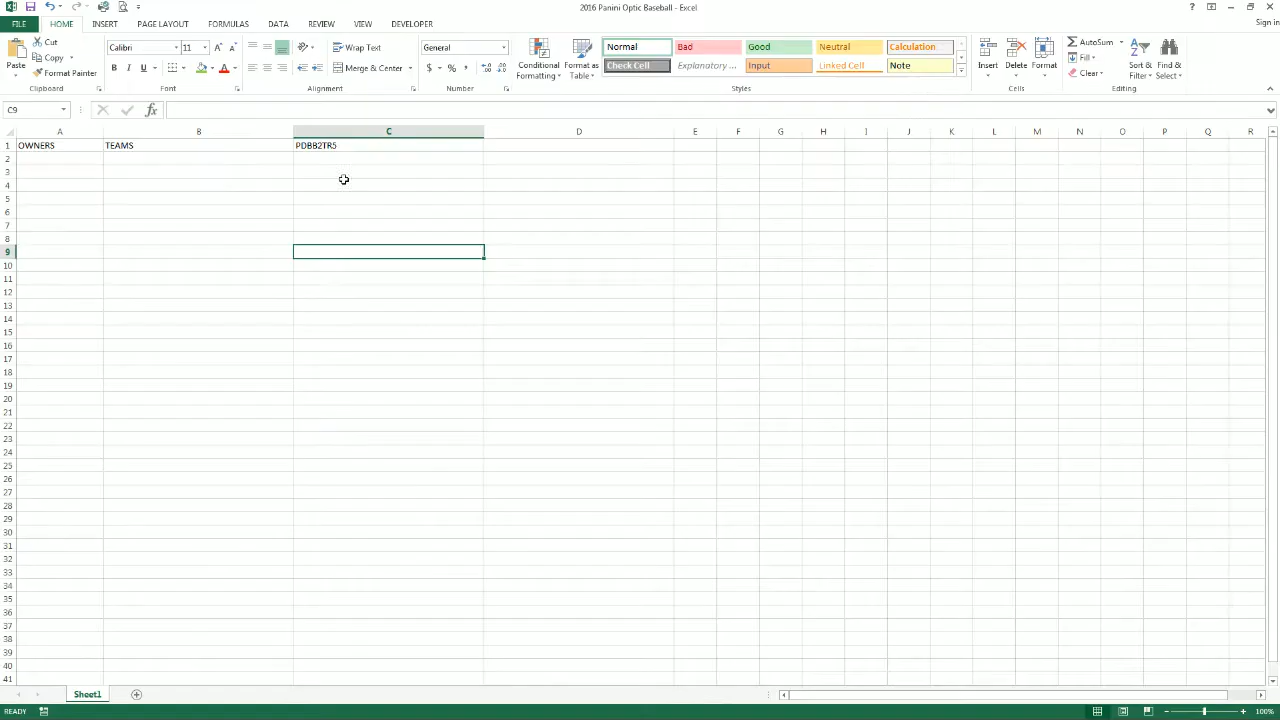 2016 Panini Optic Baseball - Excel
Sign in
FILE HOME INSERT PAGE LAYOUT FORMULAS DATA REVIEW VIEW DEVELOPER
Paste
Cut
Copy
Format Painter
Clipboard
Calibri 11
B I U
Font
Wrap Text
Merge & Center
Alignment
General
$ % ,
Number
Conditional Formatting
Format as Table
Normal Bad Good Neutral Calculation
Check Cell Explanatory ... Input Linked Cell Note
Styles
Insert Delete Format
Cells
AutoSum
Fill
Clear
Sort & Filter
Find & Select
Editing
C9
fx
A B C D E F G H I J K L M N O P Q R
1 OWNERS TEAMS PDBB2TR5
2
3
4
5
6
7
8
9
10
11
12
13
14
15
16
17
18
19
20
21
22
23
24
25
26
27
28
29
30
31
32
33
34
35
36
37
38
39
40
41
Sheet1
READY
100%